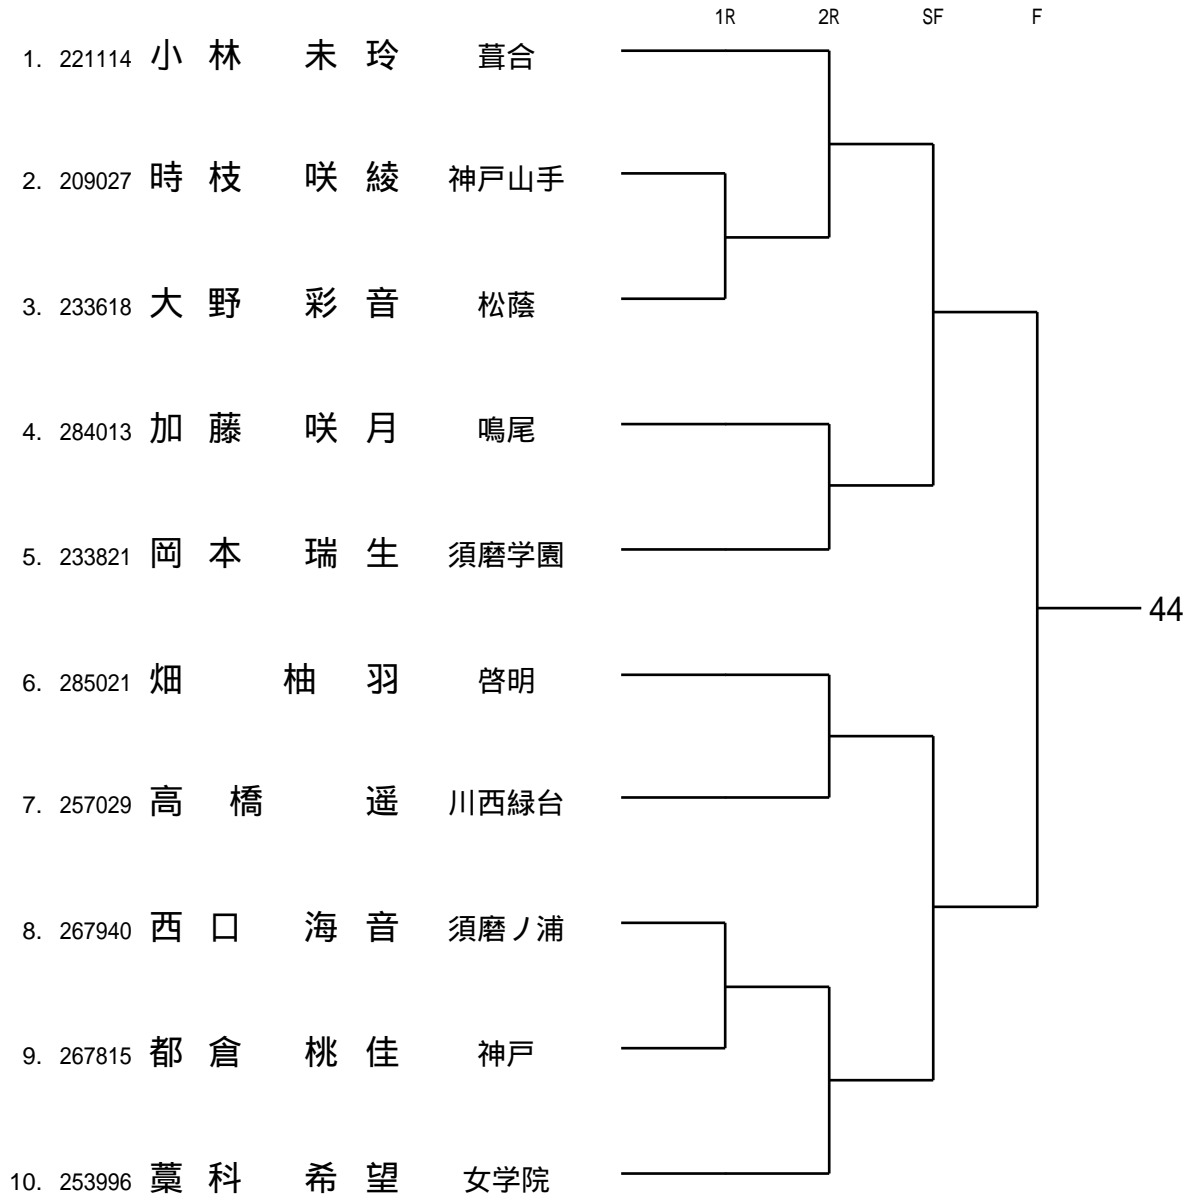 1R 2R SF F
1. 221114 小林 未玲 葺合
2. 209027 時枝 咲綾 神戸山手
3. 233618 大野 彩音 松蔭
4. 284013 加藤 咲月 鳴尾
5. 233821 岡本 瑞生 須磨学園
44
6. 285021 畑 柚羽 啓明
7. 257029 高橋 遥 川西緑台
8. 267940 西口 海音 須磨ノ浦
9. 267815 都倉 桃佳 神戸
10. 253996 藁科 希望 女学院